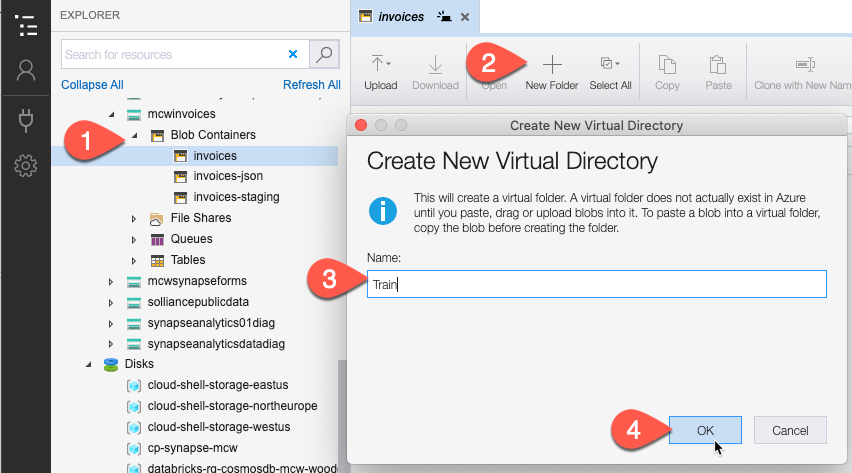 EXPLORER
Search for resources
Collapse All
Refresh All
mcwinvoices
Blob Containers
invoices
invoices-json
invoices-staging
File Shares
Queues
Tables
mcwsynapseforms
solliancepublicdata
synapseanalytics01diag
synapseanalyticsdatadiag
Disks
cloud-shell-storage-eastus
cloud-shell-storage-northeurope
cloud-shell-storage-westus
cp-synapse-mcw
databricks-rg-cosmosdb-mcw-wood
1
invoices
2
Upload
Download
Open
New Folder
Select All
Copy
Paste
Clone with New Nam
Create New Virtual Directory
Create New Virtual Directory
This will create a virtual folder. A virtual folder does not actually exist in Azure
until you paste, drag or upload blobs into it. To paste a blob into a virtual folder,
copy the blob before creating the folder.
Name:
3
Train
4
OK
Cancel